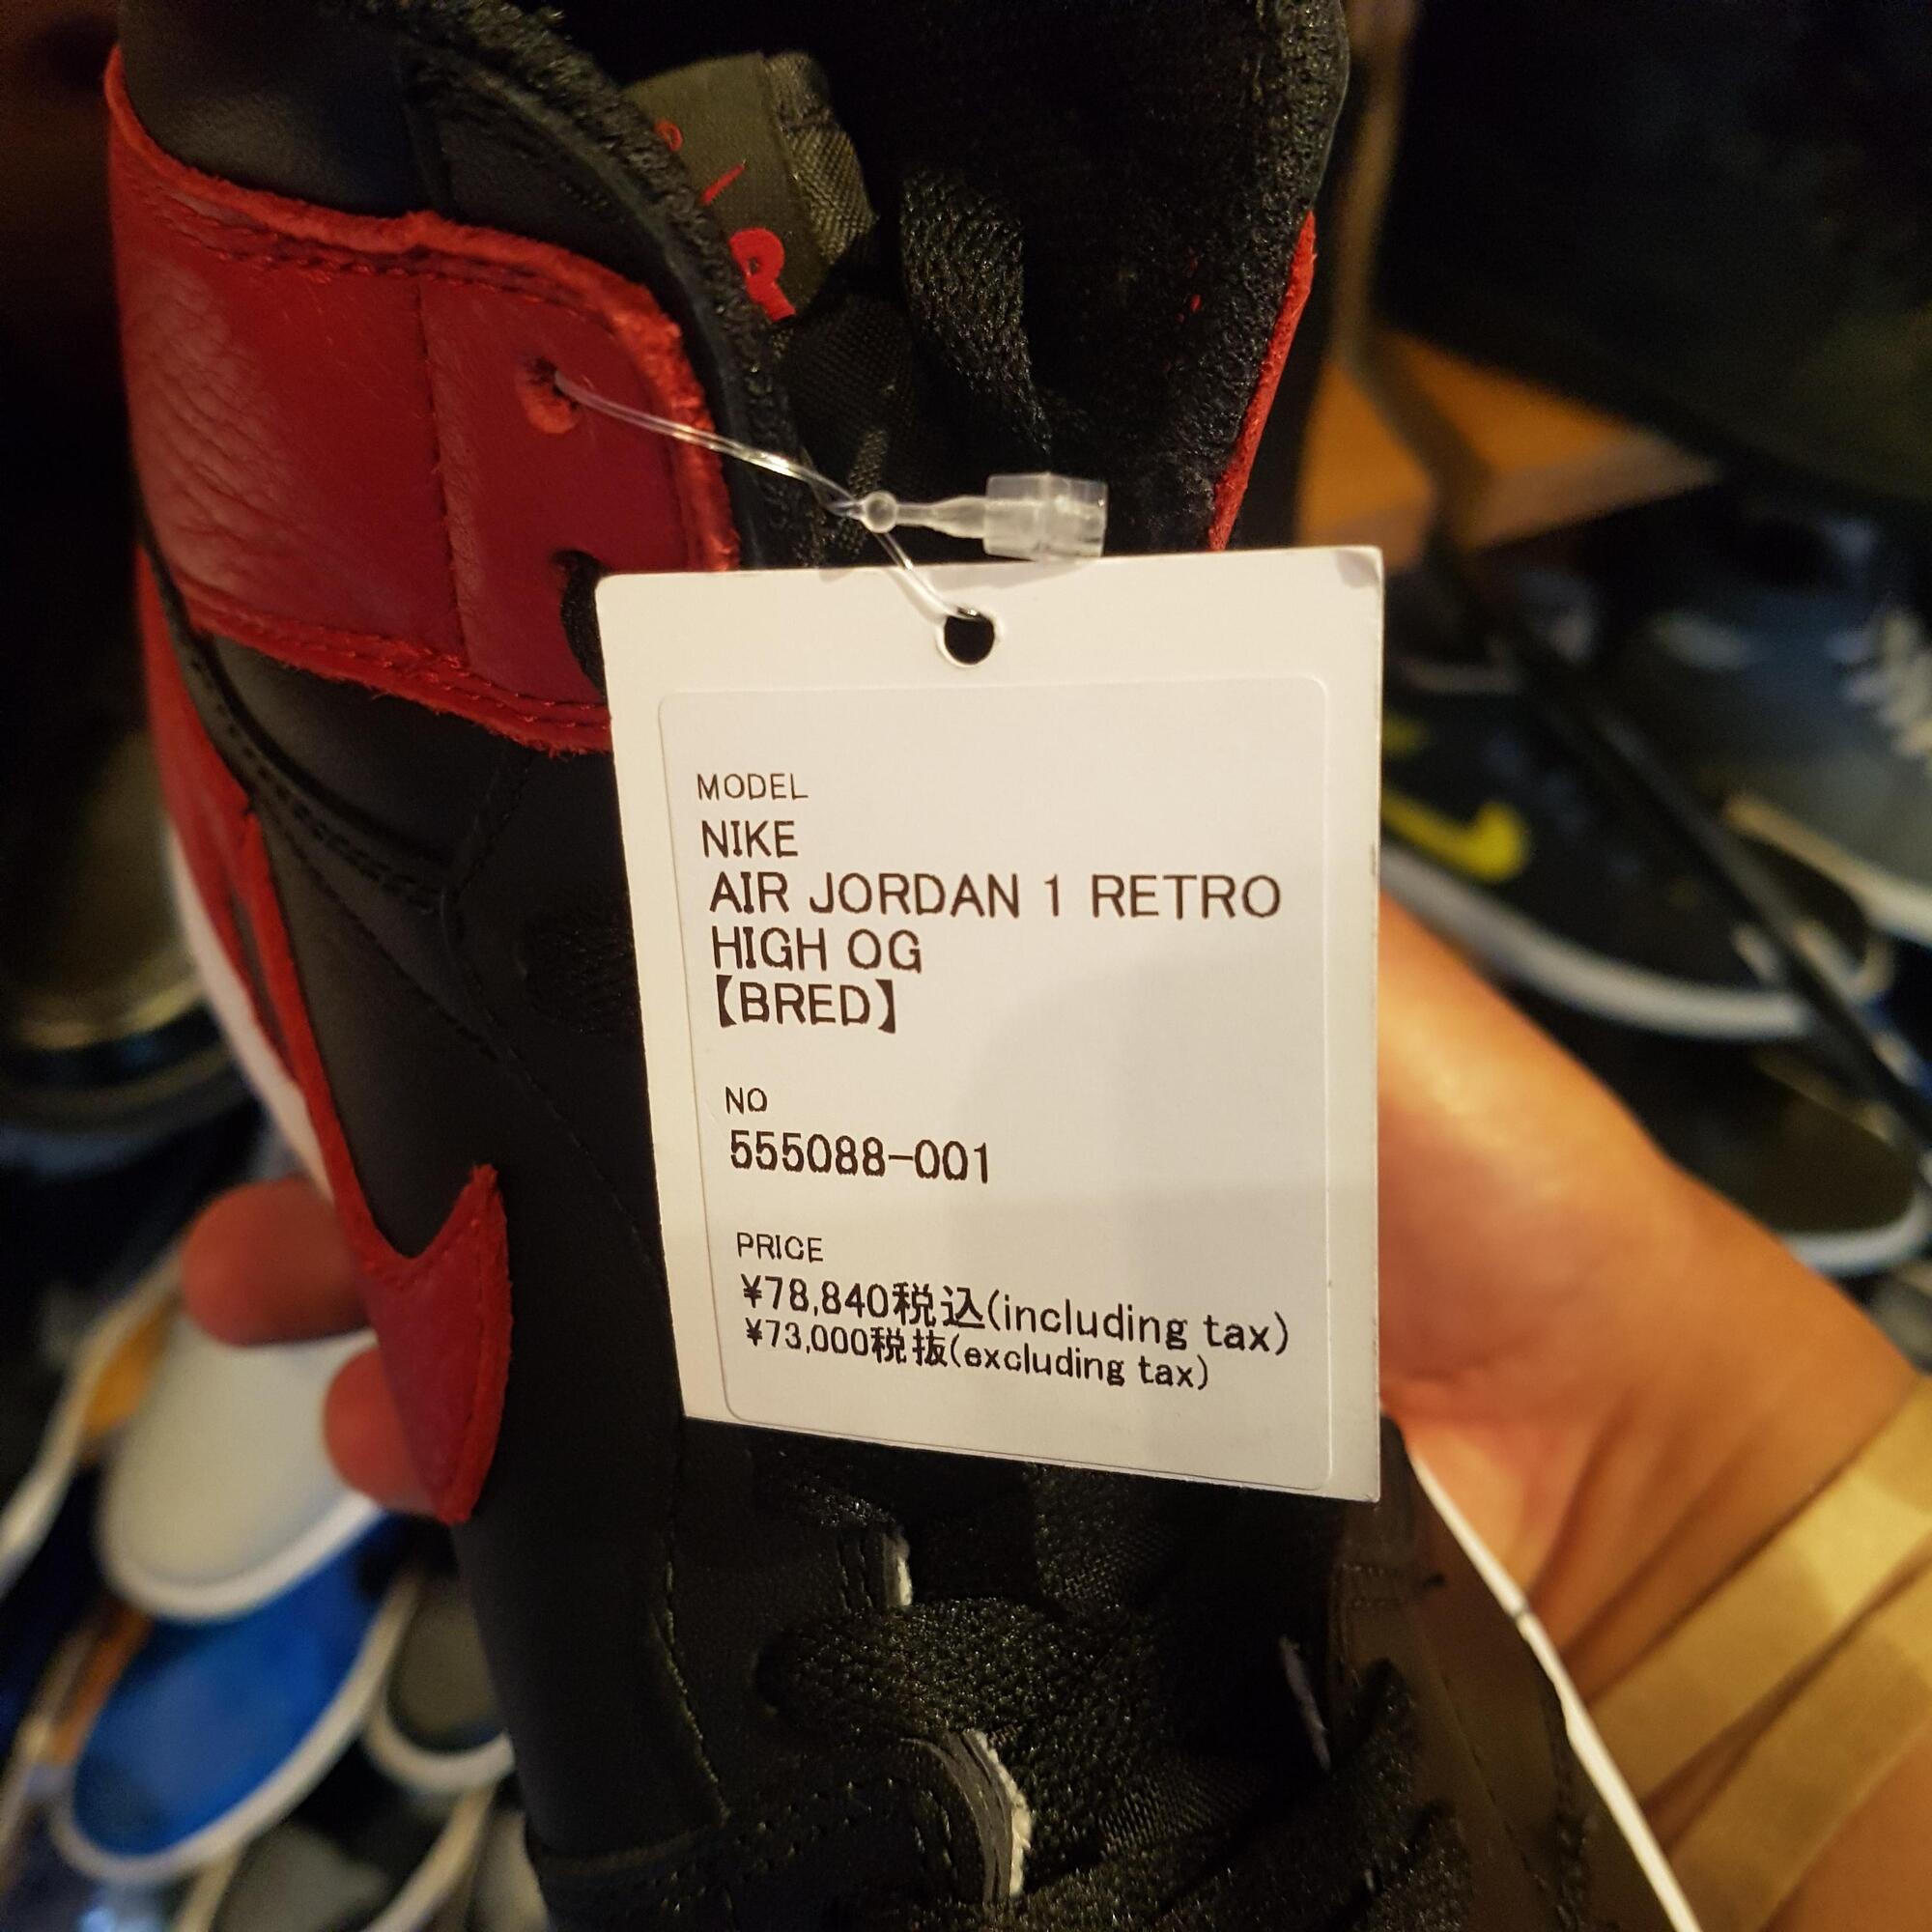 R
MODEL
NIKE
AIR JORDAN 1 RETRO
HIGH OG
【BRED】
NO
555088-001
PRICE
¥78,840税込(including tax)
¥73,000税抜(excluding tax)